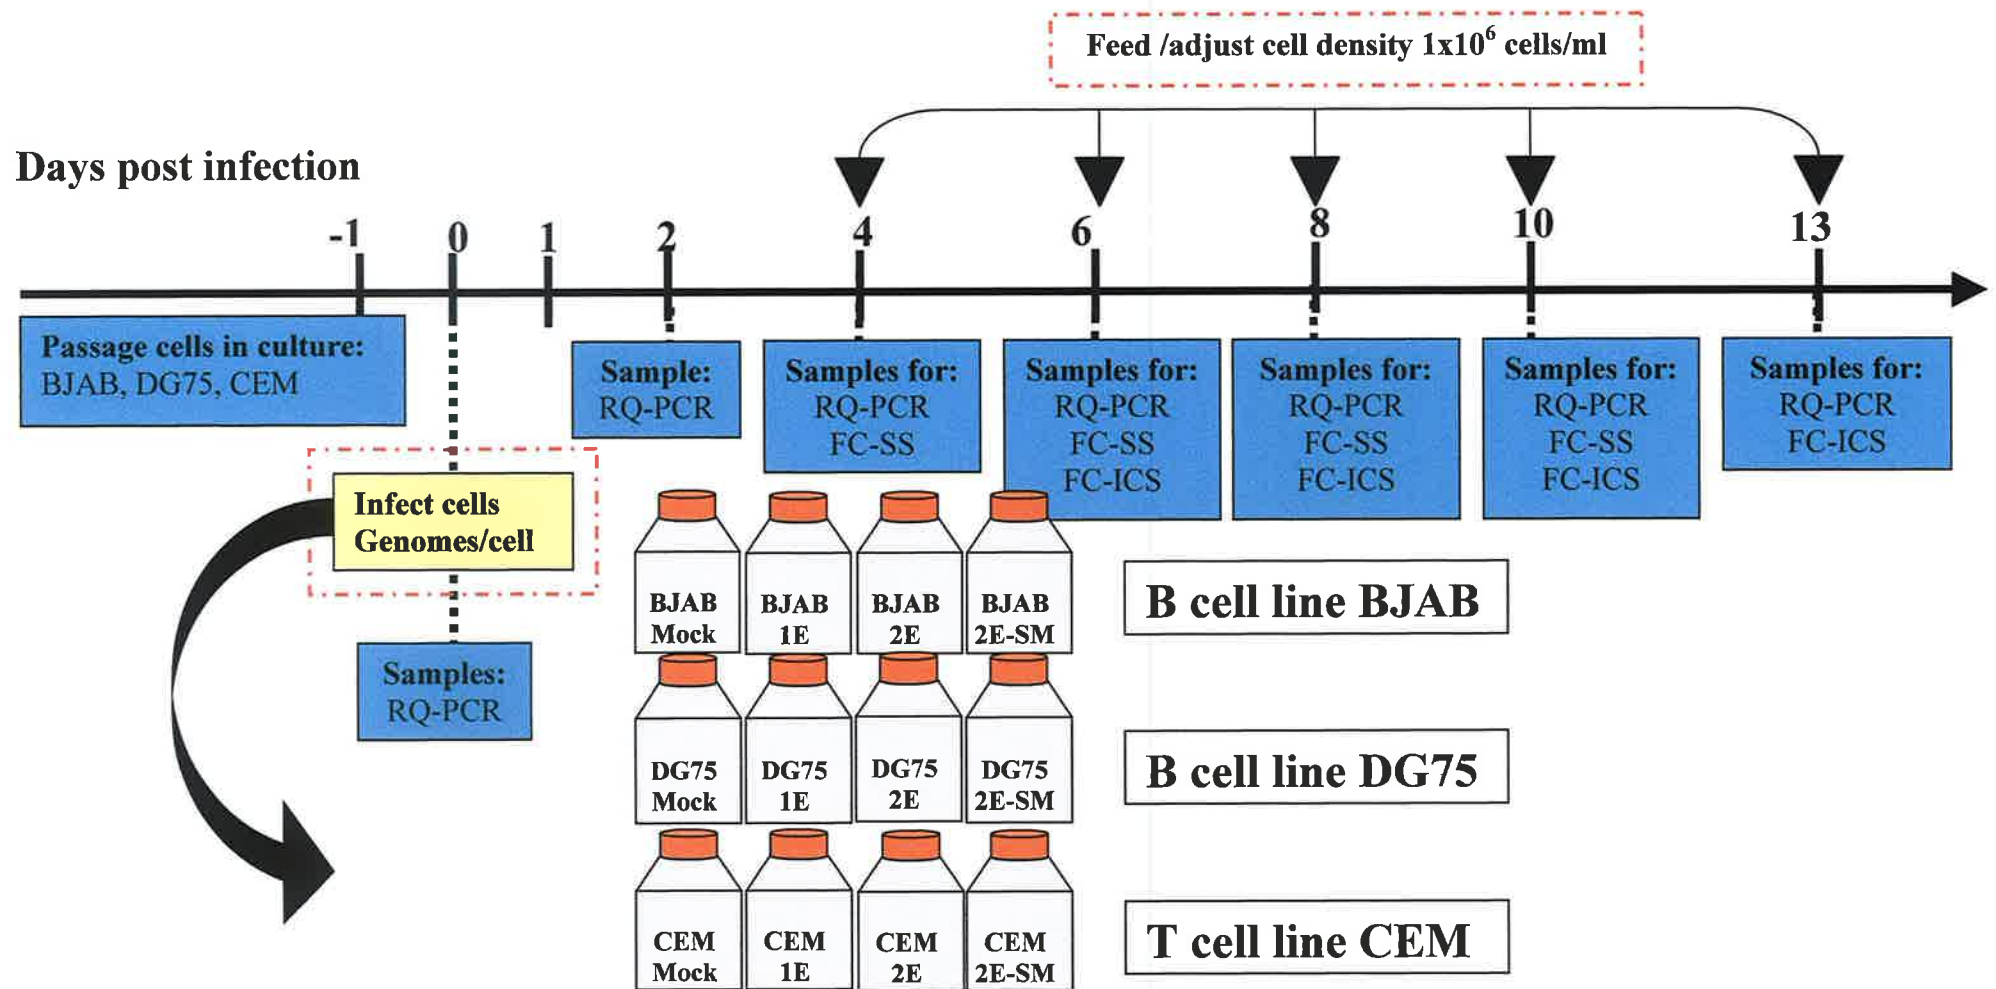 Feed /adjust cell density 1x10⁶ cells/ml
Days post infection
-1 0 1 2 4 6 8 10 13
Passage cells in culture:
BJAB, DG75, CEM
Sample:
RQ-PCR
Samples for:
RQ-PCR
FC-SS
Samples for:
RQ-PCR
FC-SS
FC-ICS
Samples for:
RQ-PCR
FC-SS
FC-ICS
Samples for:
RQ-PCR
FC-SS
FC-ICS
Samples for:
RQ-PCR
FC-ICS
Infect cells
Genomes/cell
Samples:
RQ-PCR
BJAB
Mock
BJAB
1E
BJAB
2E
BJAB
2E-SM
B cell line BJAB
DG75
Mock
DG75
1E
DG75
2E
DG75
2E-SM
B cell line DG75
CEM
Mock
CEM
1E
CEM
2E
CEM
2E-SM
T cell line CEM